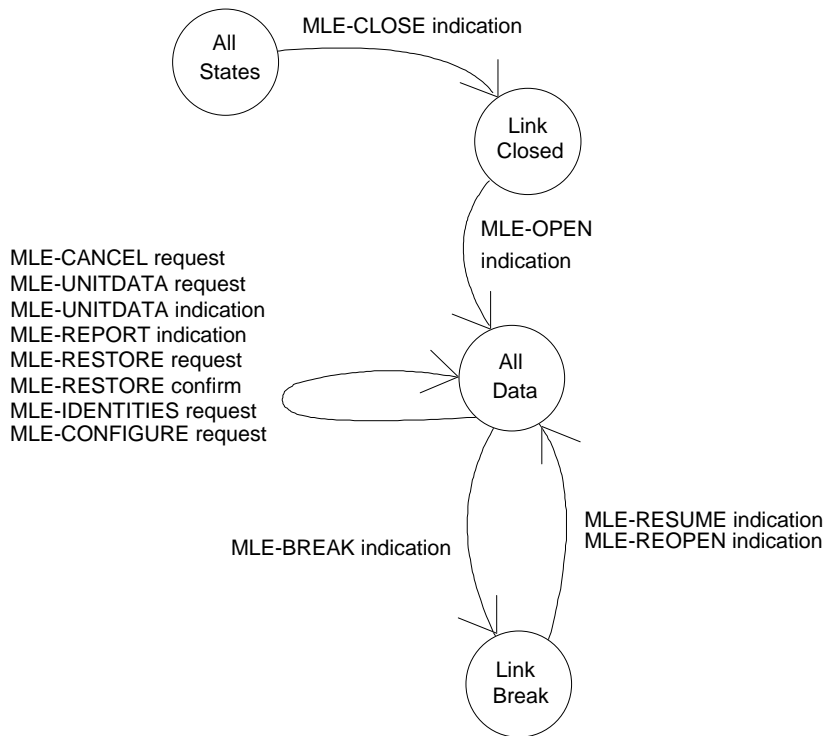 All
States
MLE-CLOSE indication
Link
Closed
MLE-OPEN
indication
MLE-CANCEL request
MLE-UNITDATA request
MLE-UNITDATA indication
MLE-REPORT indication
MLE-RESTORE request
MLE-RESTORE confirm
MLE-IDENTITIES request
MLE-CONFIGURE request
All
Data
MLE-BREAK indication
MLE-RESUME indication
MLE-REOPEN indication
Link
Break